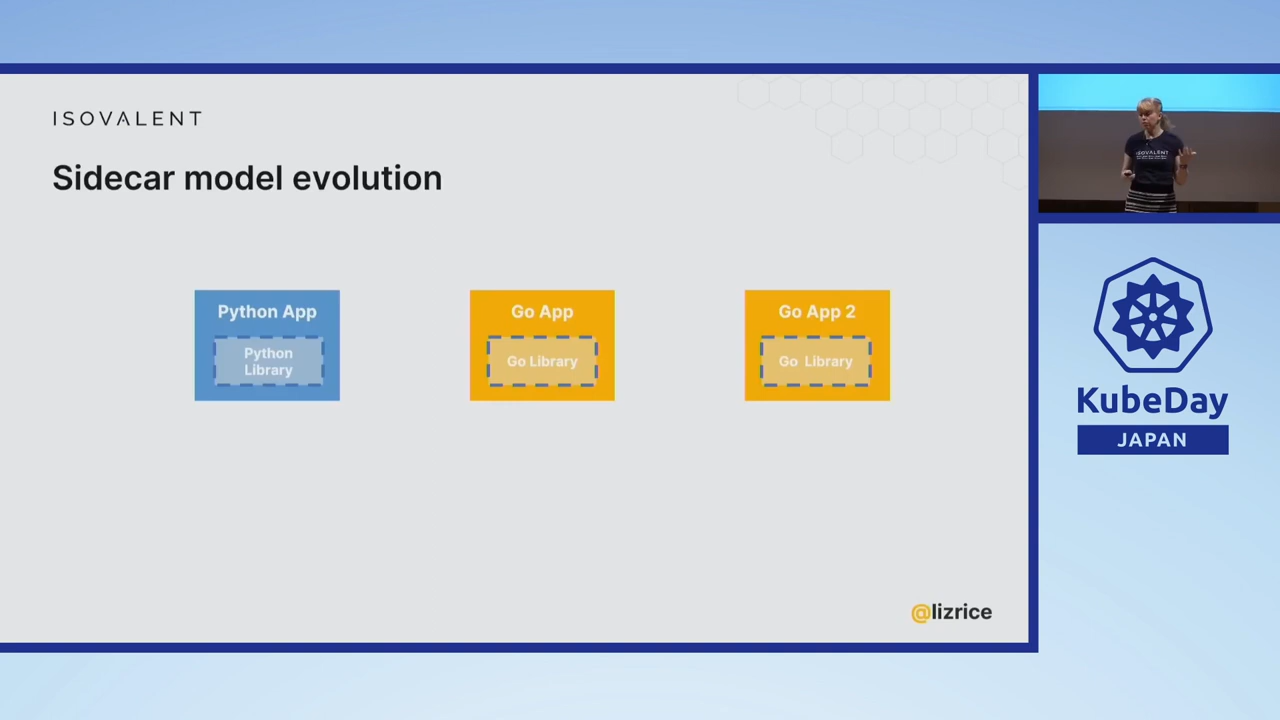 ISOVALENT
Sidecar model evolution
Python App
Python
Library
Go App
Go Library
Go App 2
Go Library
@lizrice
ISOVALENT
KubeDay
JAPAN